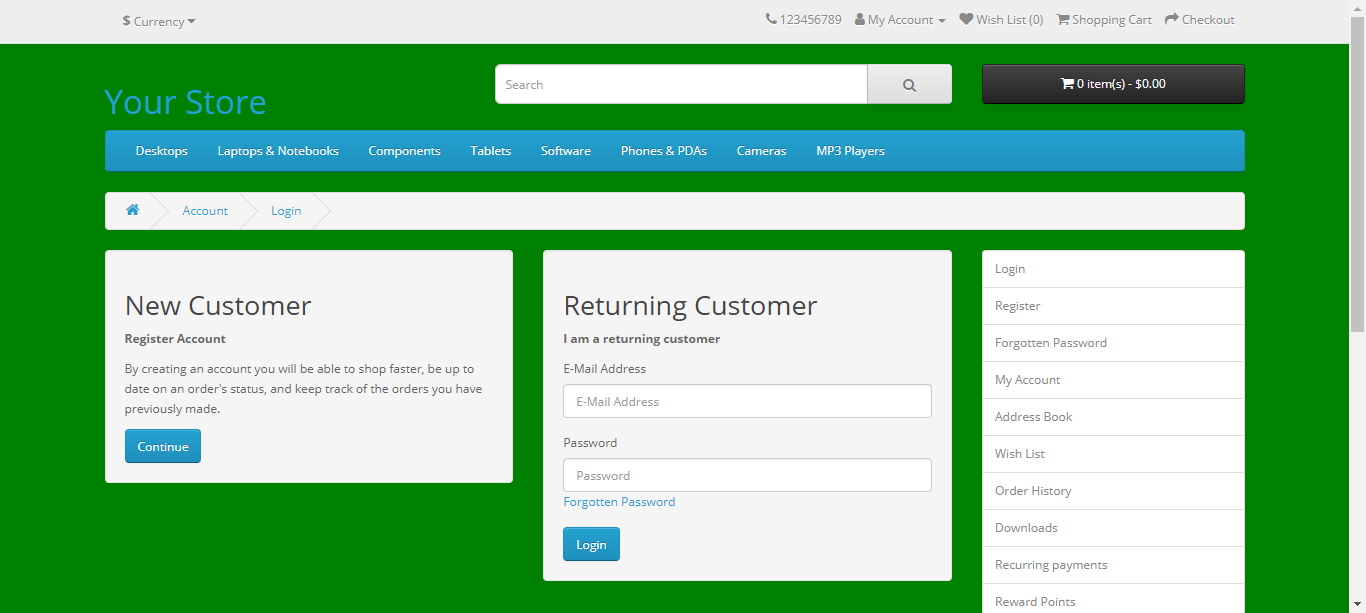 $ Currency
123456789 My Account Wish List (0) Shopping Cart Checkout
Your Store
Search
0 item(s) - $0.00
Desktops Laptops & Notebooks Components Tablets Software Phones & PDAs Cameras MP3 Players
Account Login
New Customer
Register Account
By creating an account you will be able to shop faster, be up to
date on an order's status, and keep track of the orders you have
previously made.
Continue
Returning Customer
I am a returning customer
E-Mail Address
E-Mail Address
Password
Password
Forgotten Password
Login
Login
Register
Forgotten Password
My Account
Address Book
Wish List
Order History
Downloads
Recurring payments
Reward Points